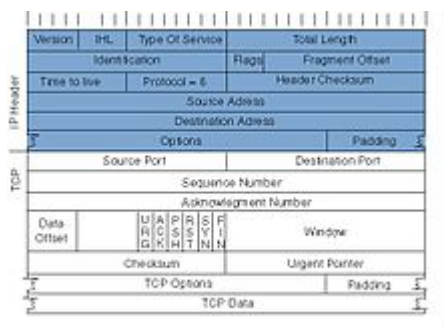 Version IHL Type Of Service Total Length
Identification Flags Fragment Offset
Time to live Protocol = 6 Header Checksum
Source Adress
Destination Adress
Options Padding
IP Header
Source Port Destination Port
TCP
Sequence Number
Acknowlegment Number
Data Offset URG ACK PSH RST SYN FIN Window
Checksum Urgent Pointer
TCP Options Padding
TCP Data